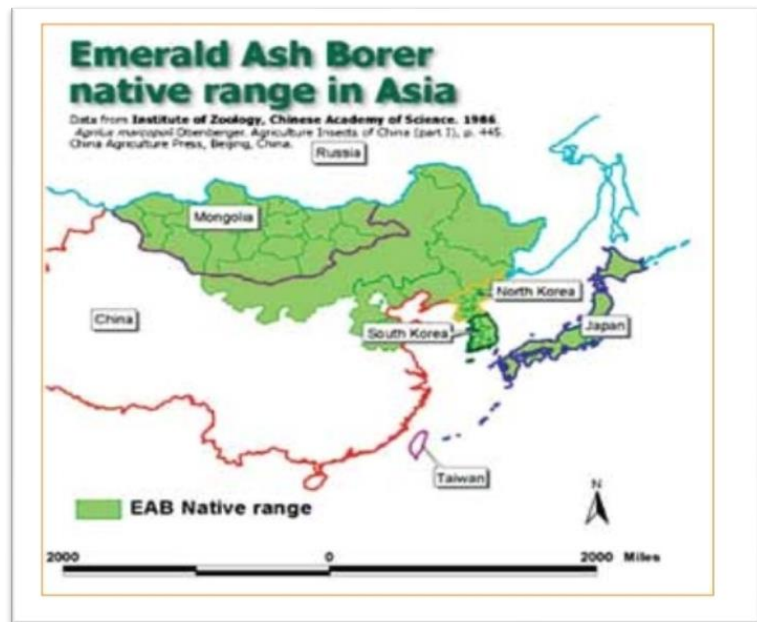 Emerald Ash Borer
native range in Asia
Data from Institute of Zoology, Chinese Academy of Science. 1986
Agrilus marcopoli Obenberger. Agriculture Insects of China (part I), p. 445.
China Agriculture Press, Beijing, China.
Russia
Mongolia
North Korea
China
South Korea
Japan
Taiwan
EAB Native range
N
2000 0 2000 Miles